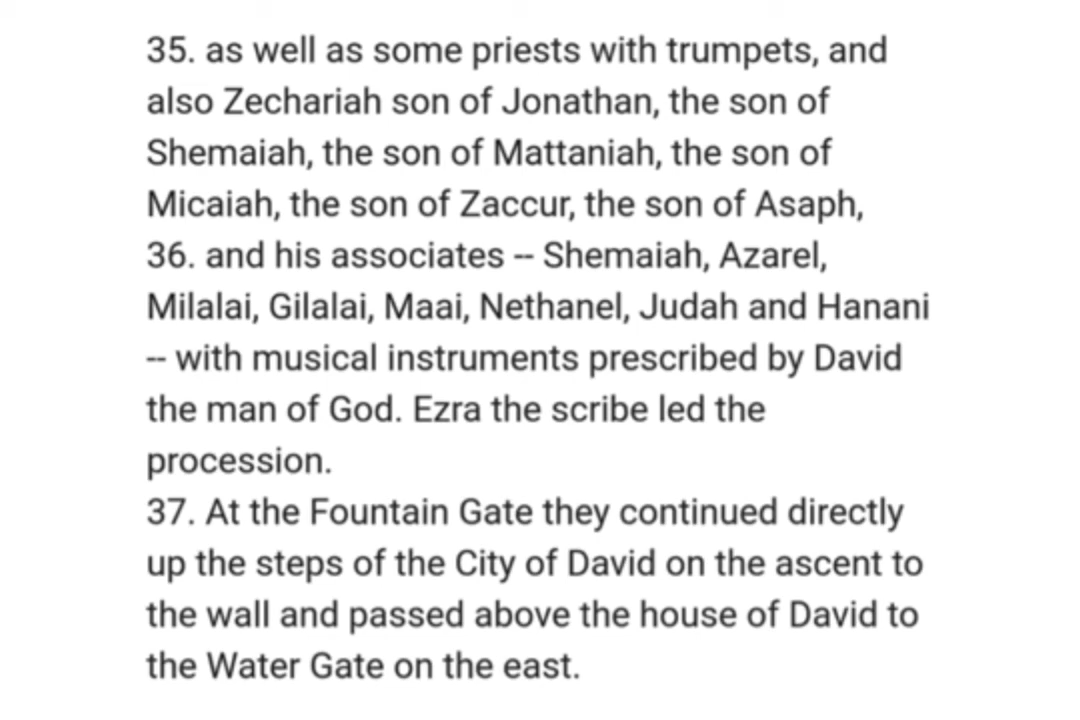 35. as well as some priests with trumpets, and
also Zechariah son of Jonathan, the son of
Shemaiah, the son of Mattaniah, the son of
Micaiah, the son of Zaccur, the son of Asaph,
36. and his associates -- Shemaiah, Azarel,
Milalai, Gilalai, Maai, Nethanel, Judah and Hanani
-- with musical instruments prescribed by David
the man of God. Ezra the scribe led the
procession.
37. At the Fountain Gate they continued directly
up the steps of the City of David on the ascent to
the wall and passed above the house of David to
the Water Gate on the east.